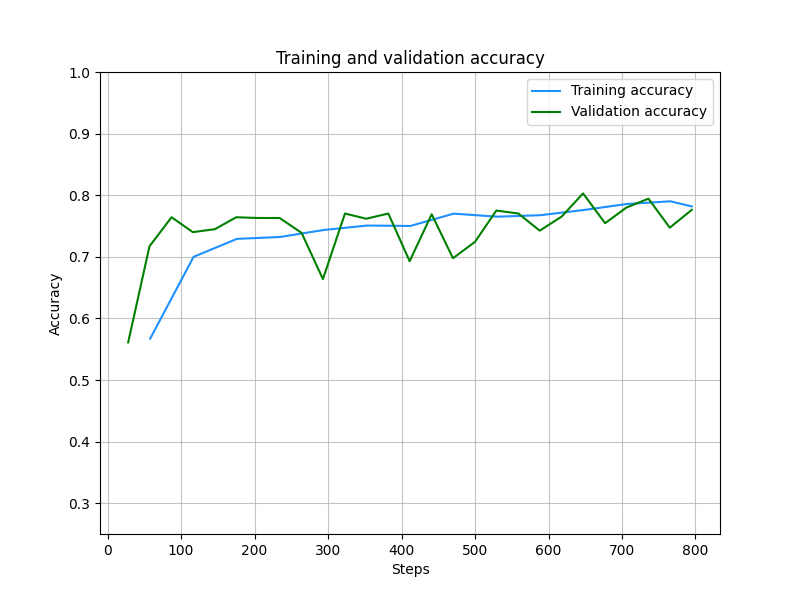 Training and validation accuracy
Training accuracy
Validation accuracy
1.0
0.9
0.8
0.7
0.6
0.5
0.4
0.3
Accuracy
0 100 200 300 400 500 600 700 800
Steps